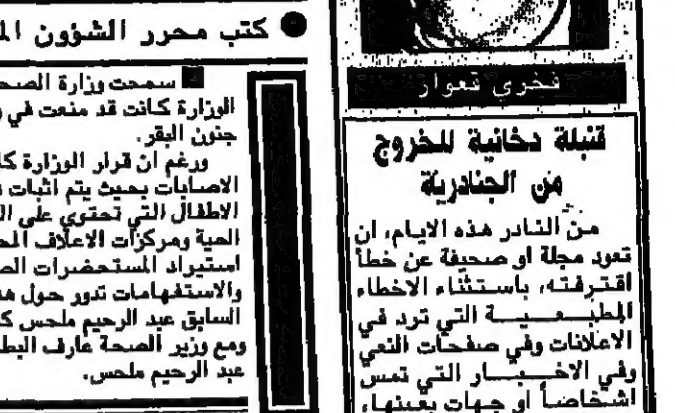 كتب محرر الشؤون
سمحت وزارة
الوزارة كانت قد منعت في
جنون البقر.
ورغم ان قرار الوزارة
الاصابات بحيث يتم اثبات
الاطفال التي تحتوي على
الحية ومركزات الاعلاف
استيراد المستحضرات
والاستفهامات تدور حول
السابق عبد الرحيم ملحس
ومع وزير الصحة عارف
عبد الرحيم ملحس.
فخري قعوار
قنبلة دخانية للخروج
من الجنادرية
من النادر هذه الايام، ان
تعود مجلة او صحيفة عن خطأ
اقترفته، باستثناء الاخطاء
المطبعية التي ترد في
الاعلانات وفي صفحات النعي
وفي الاخبار التي تمس
اشخاصاً او جهات بعينها،